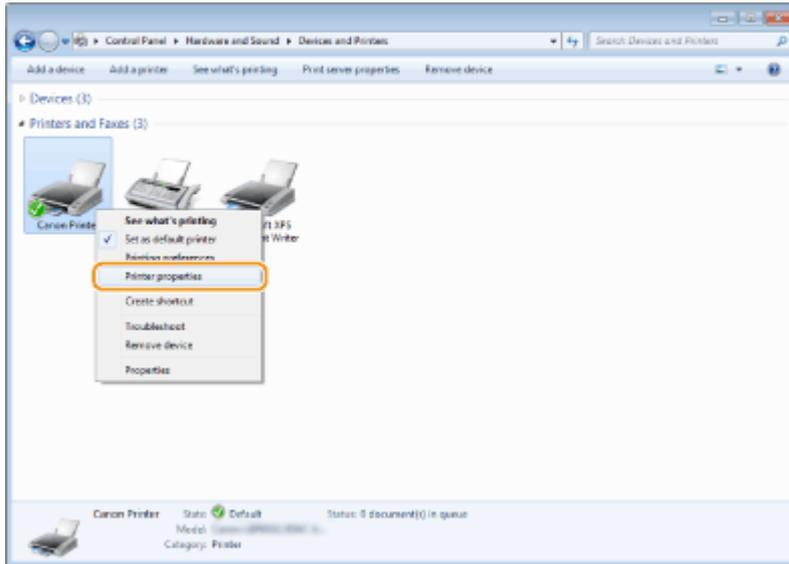 Control Panel ▸ Hardware and Sound ▸ Devices and Printers
Search Devices and Printers
Add a device Add a printer See what's printing Print server properties Remove device
Devices (3)
Printers and Faxes (3)
Canon Printe
XPS
Writer
See what's printing
Set as default printer
Printing preferences
Printer properties
Create shortcut
Troubleshoot
Remove device
Properties
Canon Printer State: Default Status: 0 document(s) in queue
Model:
Category: Printer